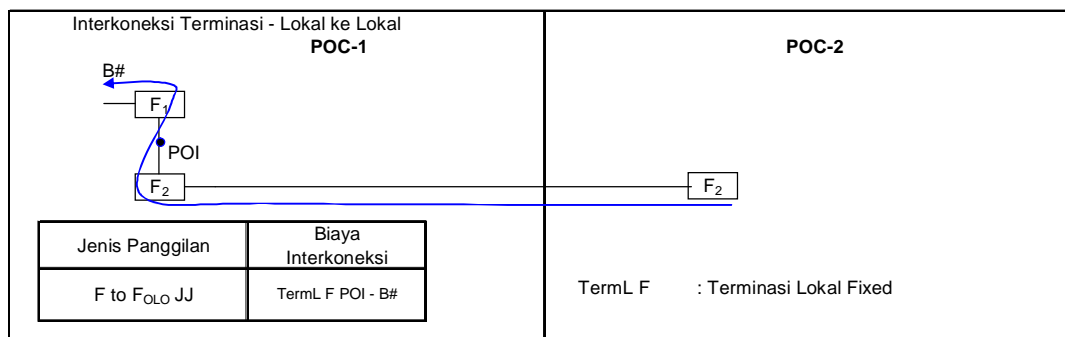 Interkoneksi Terminasi - Lokal ke Lokal
POC-1
POC-2
B#
F₁
POI
F₂
F₂
Jenis Panggilan
Biaya
Interkoneksi
F to F_OLO JJ
TermL F POI - B#
TermL F : Terminasi Lokal Fixed